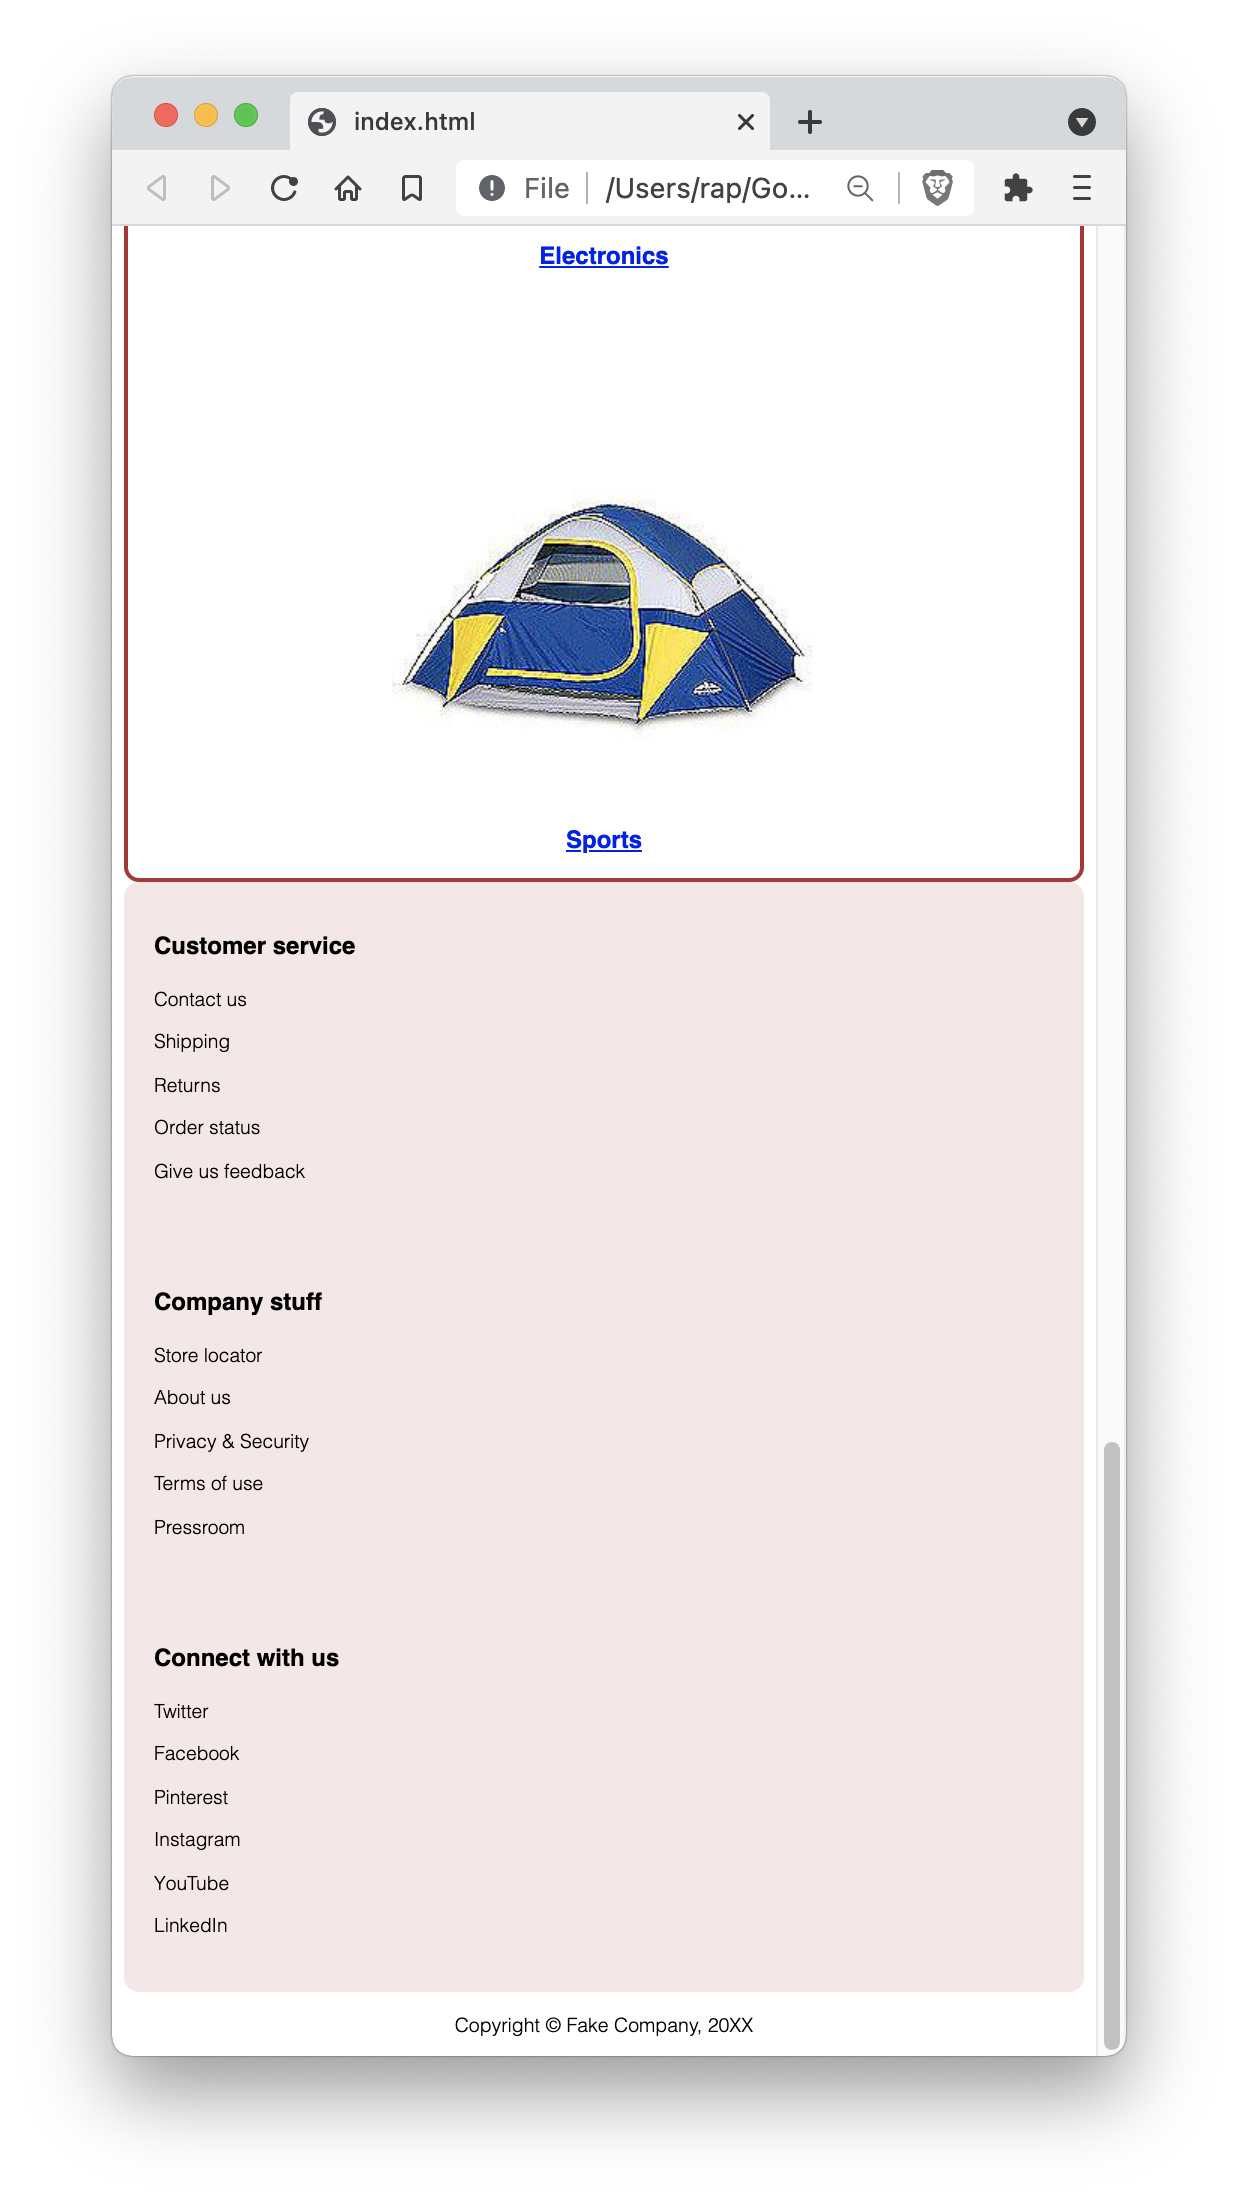 index.html
File /Users/rap/Go...
Electronics
Sports
Customer service
Contact us
Shipping
Returns
Order status
Give us feedback
Company stuff
Store locator
About us
Privacy & Security
Terms of use
Pressroom
Connect with us
Twitter
Facebook
Pinterest
Instagram
YouTube
LinkedIn
Copyright © Fake Company, 20XX